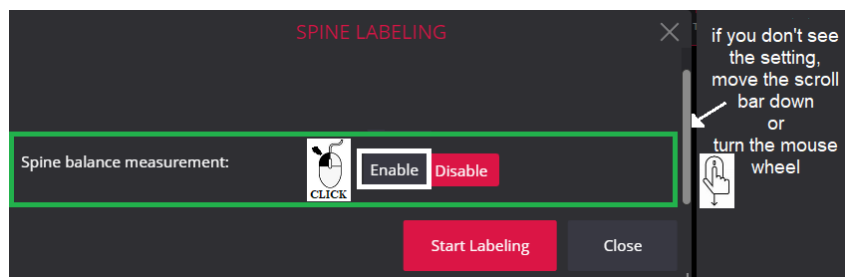 SPINE LABELING
if you don't see
the setting,
move the scroll
bar down
or
turn the mouse
wheel
Spine balance measurement:
CLICK
Enable
Disable
Start Labeling
Close